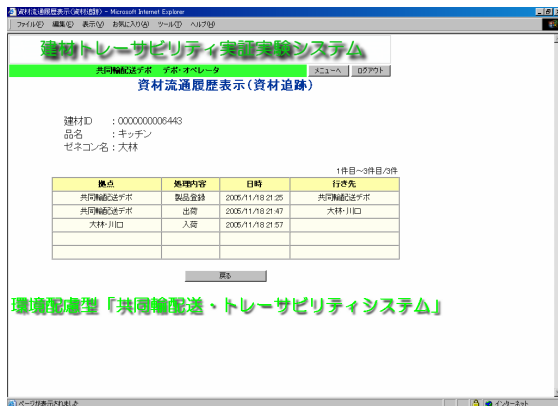 資材流通履歴表示(資材追跡) - Microsoft Internet Explorer
ファイル(F) 編集(E) 表示(V) お気に入り(A) ツール(T) ヘルプ(H)
建材トレーサビリティ実証実験システム
共同輪配送デポ デポ・オペレータ メニューへ ログアウト
資材流通履歴表示(資材追跡)
建材ID : 0000000006443
品名 : キッチン
ゼネコン名 : 大林
1件目~3件目/3件
拠点 処理内容 日時 行き先
共同輪配送デポ 製品登録 2005/11/18 21:25 共同輪配送デポ
共同輪配送デポ 出荷 2005/11/18 21:47 大林・川口
大林・川口 入荷 2005/11/18 21:57
戻る
環境配慮型「共同輪配送・トレーサビリティシステム」
ページが表示されました インターネット